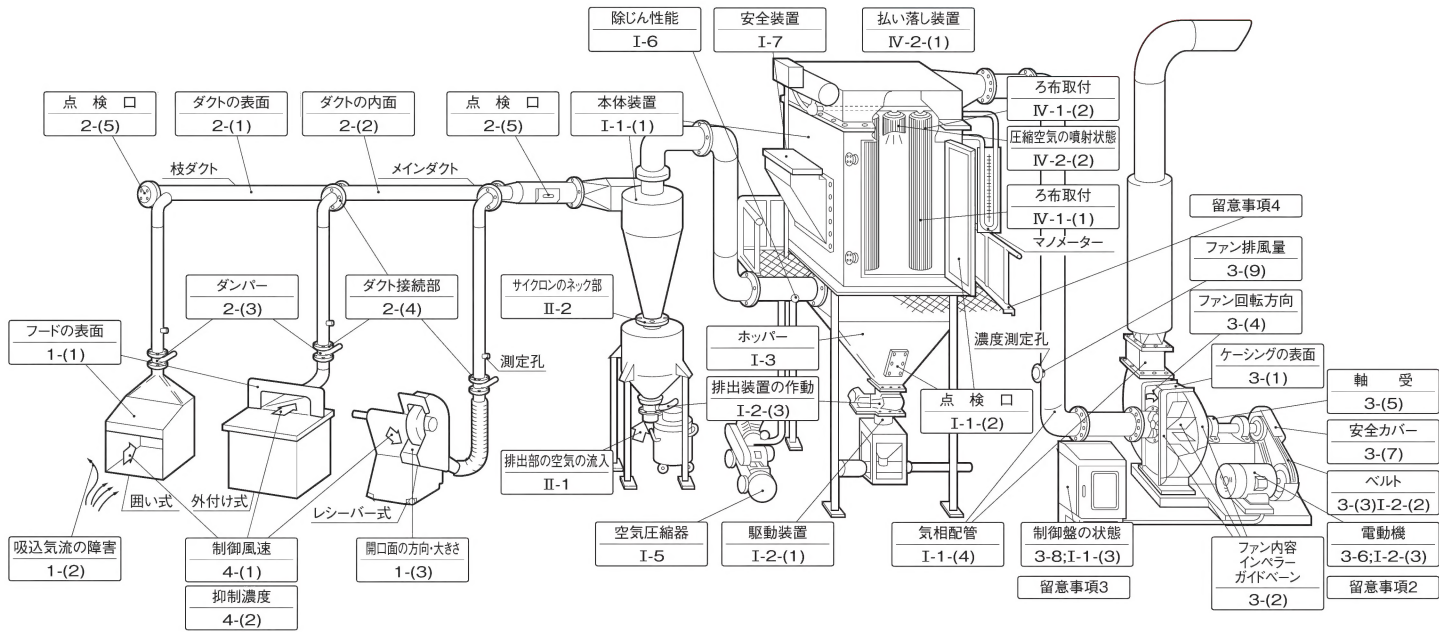 除じん性能
I-6
安全装置
I-7
払い落し装置
Ⅳ-2-(1)
点　検　口
2-(5)
ダクトの表面
2-(1)
ダクトの内面
2-(2)
点　検　口
2-(5)
本体装置
I-1-(1)
ろ布取付
Ⅳ-1-(2)
圧縮空気の噴射状態
Ⅳ-2-(2)
ろ布取付
Ⅳ-1-(1)
マノメーター
枝ダクト
メインダクト
留意事項4
ファン排風量
3-(9)
ファン回転方向
3-(4)
ケーシングの表面
3-(1)
軸　受
3-(5)
安全カバー
3-(7)
ベルト
3-(3)I-2-(2)
電動機
3-6;I-2-(3)
留意事項2
ダンパー
2-(3)
ダクト接続部
2-(4)
サイクロンのネック部
Ⅱ-2
フードの表面
1-(1)
測定孔
ホッパー
I-3
濃度測定孔
排出装置の作動
I-2-(3)
点　検　口
I-1-(2)
排出部の空気の流入
Ⅱ-1
囲い式
外付け式
レシーバー式
吸込気流の障害
1-(2)
制御風速
4-(1)
抑制濃度
4-(2)
開口面の方向・大きさ
1-(3)
空気圧縮器
I-5
駆動装置
I-2-(1)
気相配管
I-1-(4)
制御盤の状態
3-8;I-1-(3)
留意事項3
ファン内容
インペラー
ガイドベーン
3-(2)